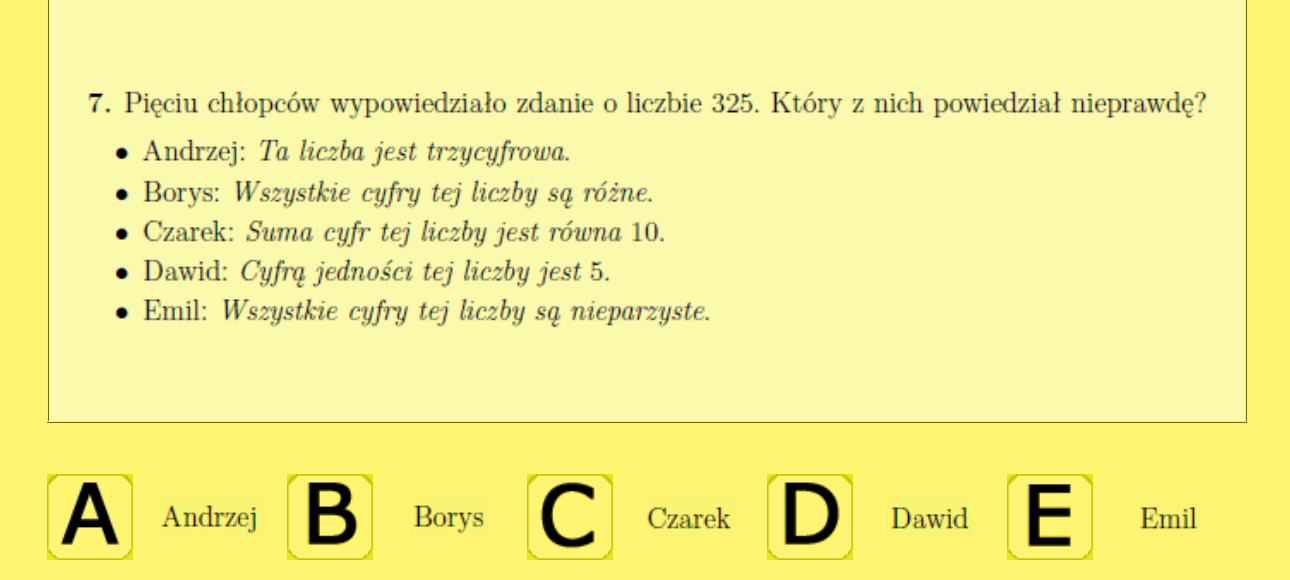 7. Pięciu chłopców wypowiedziało zdanie o liczbie 325. Który z nich powiedział nieprawdę?
• Andrzej: Ta liczba jest trzycyfrowa.
• Borys: Wszystkie cyfry tej liczby są różne.
• Czarek: Suma cyfr tej liczby jest równa 10.
• Dawid: Cyfrą jedności tej liczby jest 5.
• Emil: Wszystkie cyfry tej liczby są nieparzyste.
A Andrzej B Borys C Czarek D Dawid E Emil